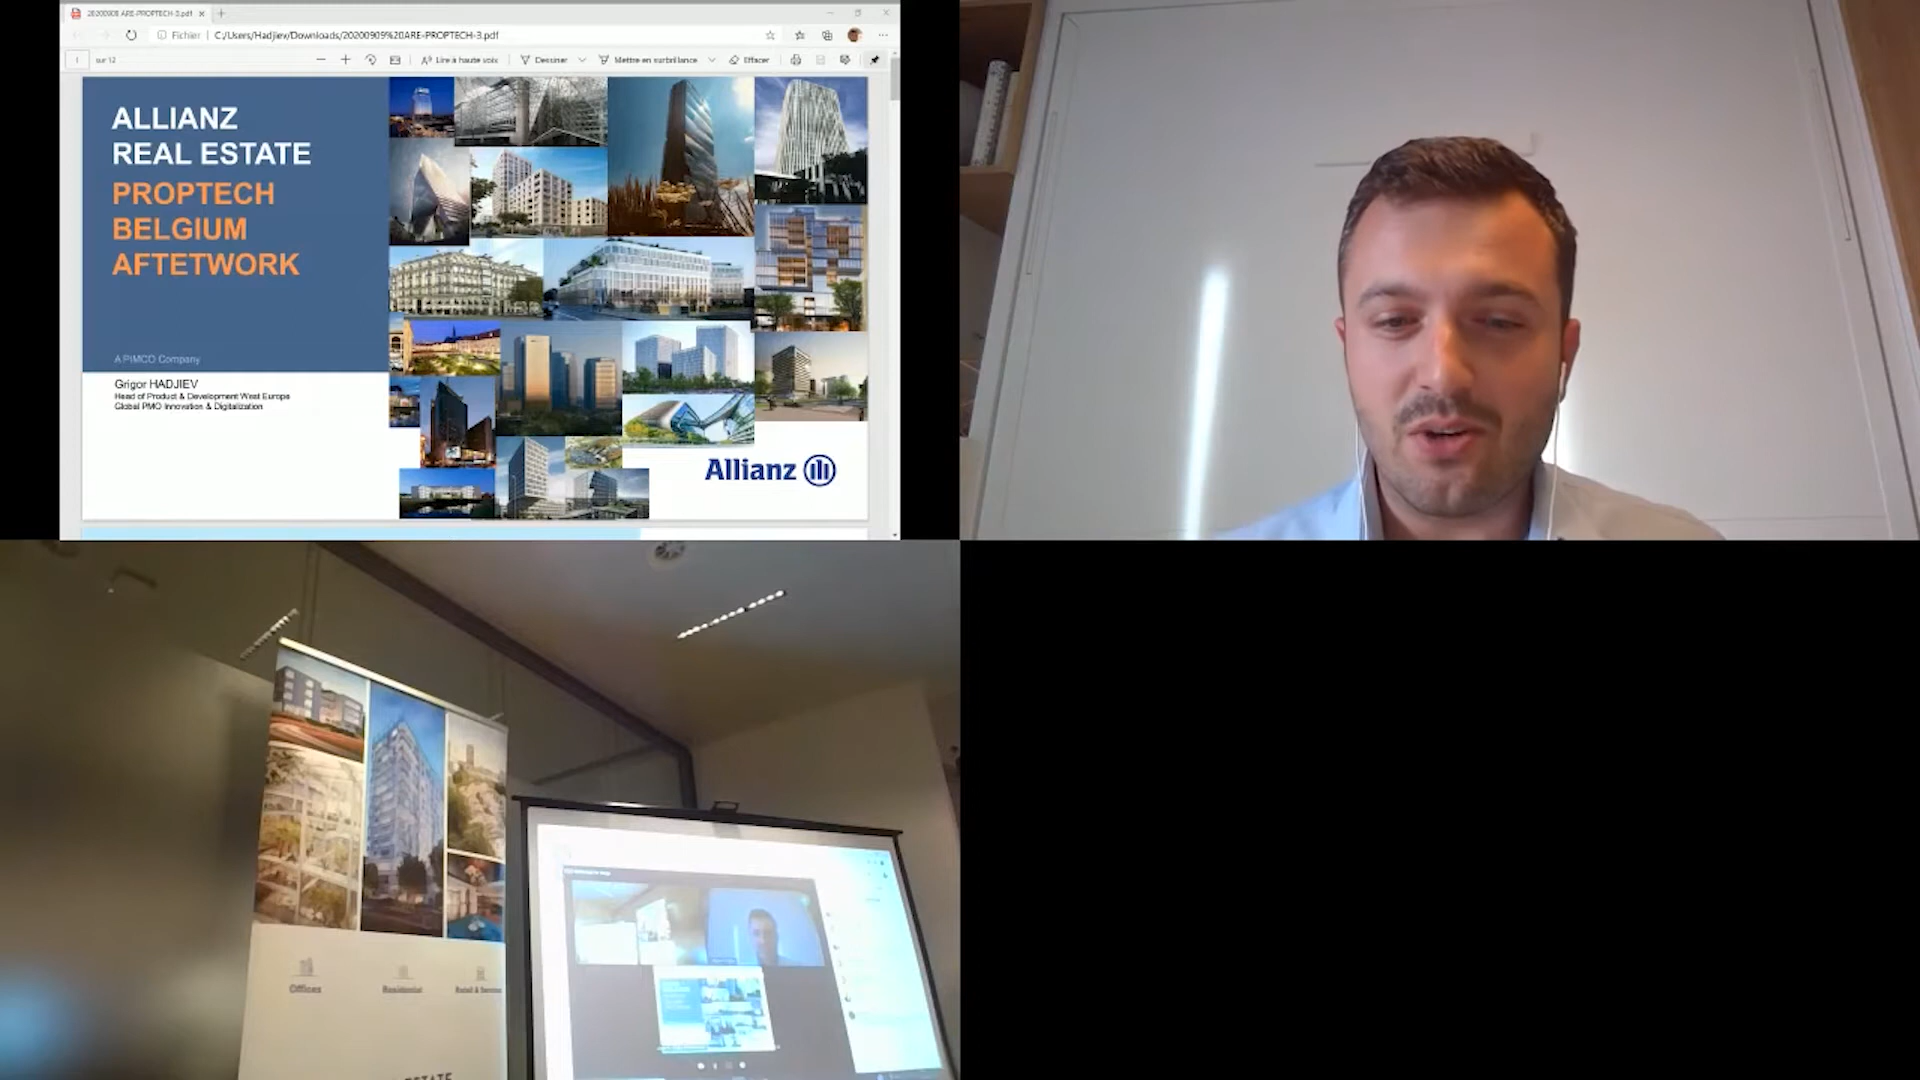 20200909 ARE-PROPTECH-3.pdf
Fichier
C:/Users/Hadjiev/Downloads/20200909%20ARE-PROPTECH-3.pdf
1 sur 12
Lire à haute voix
Dessiner
Mettre en surbrillance
Effacer
ALLIANZ
REAL ESTATE
PROPTECH
BELGIUM
AFTETWORK
A PIMCO Company
Grigor HADJIEV
Head of Product & Development West Europe
Global PMO Innovation & Digitalization
Allianz
Offices
Residential
Retail &